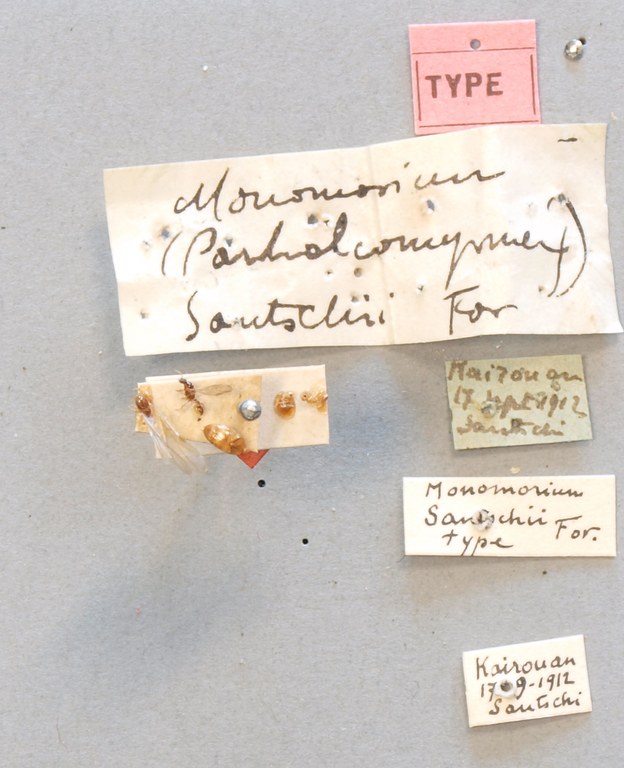 TYPE
Monomorium
(Parholcomyrmex)
Santschii For
Kairouan
17 sept 1912
Santschi
Monomorium
Santschii For.
type
Kairouan
17-9-1912
Santschi